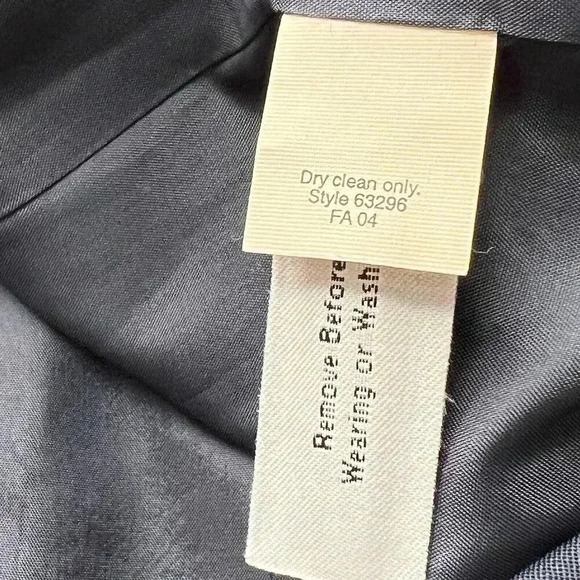 Dry clean only.
Style 63296
FA 04
Remove Before
Wearing or Wash